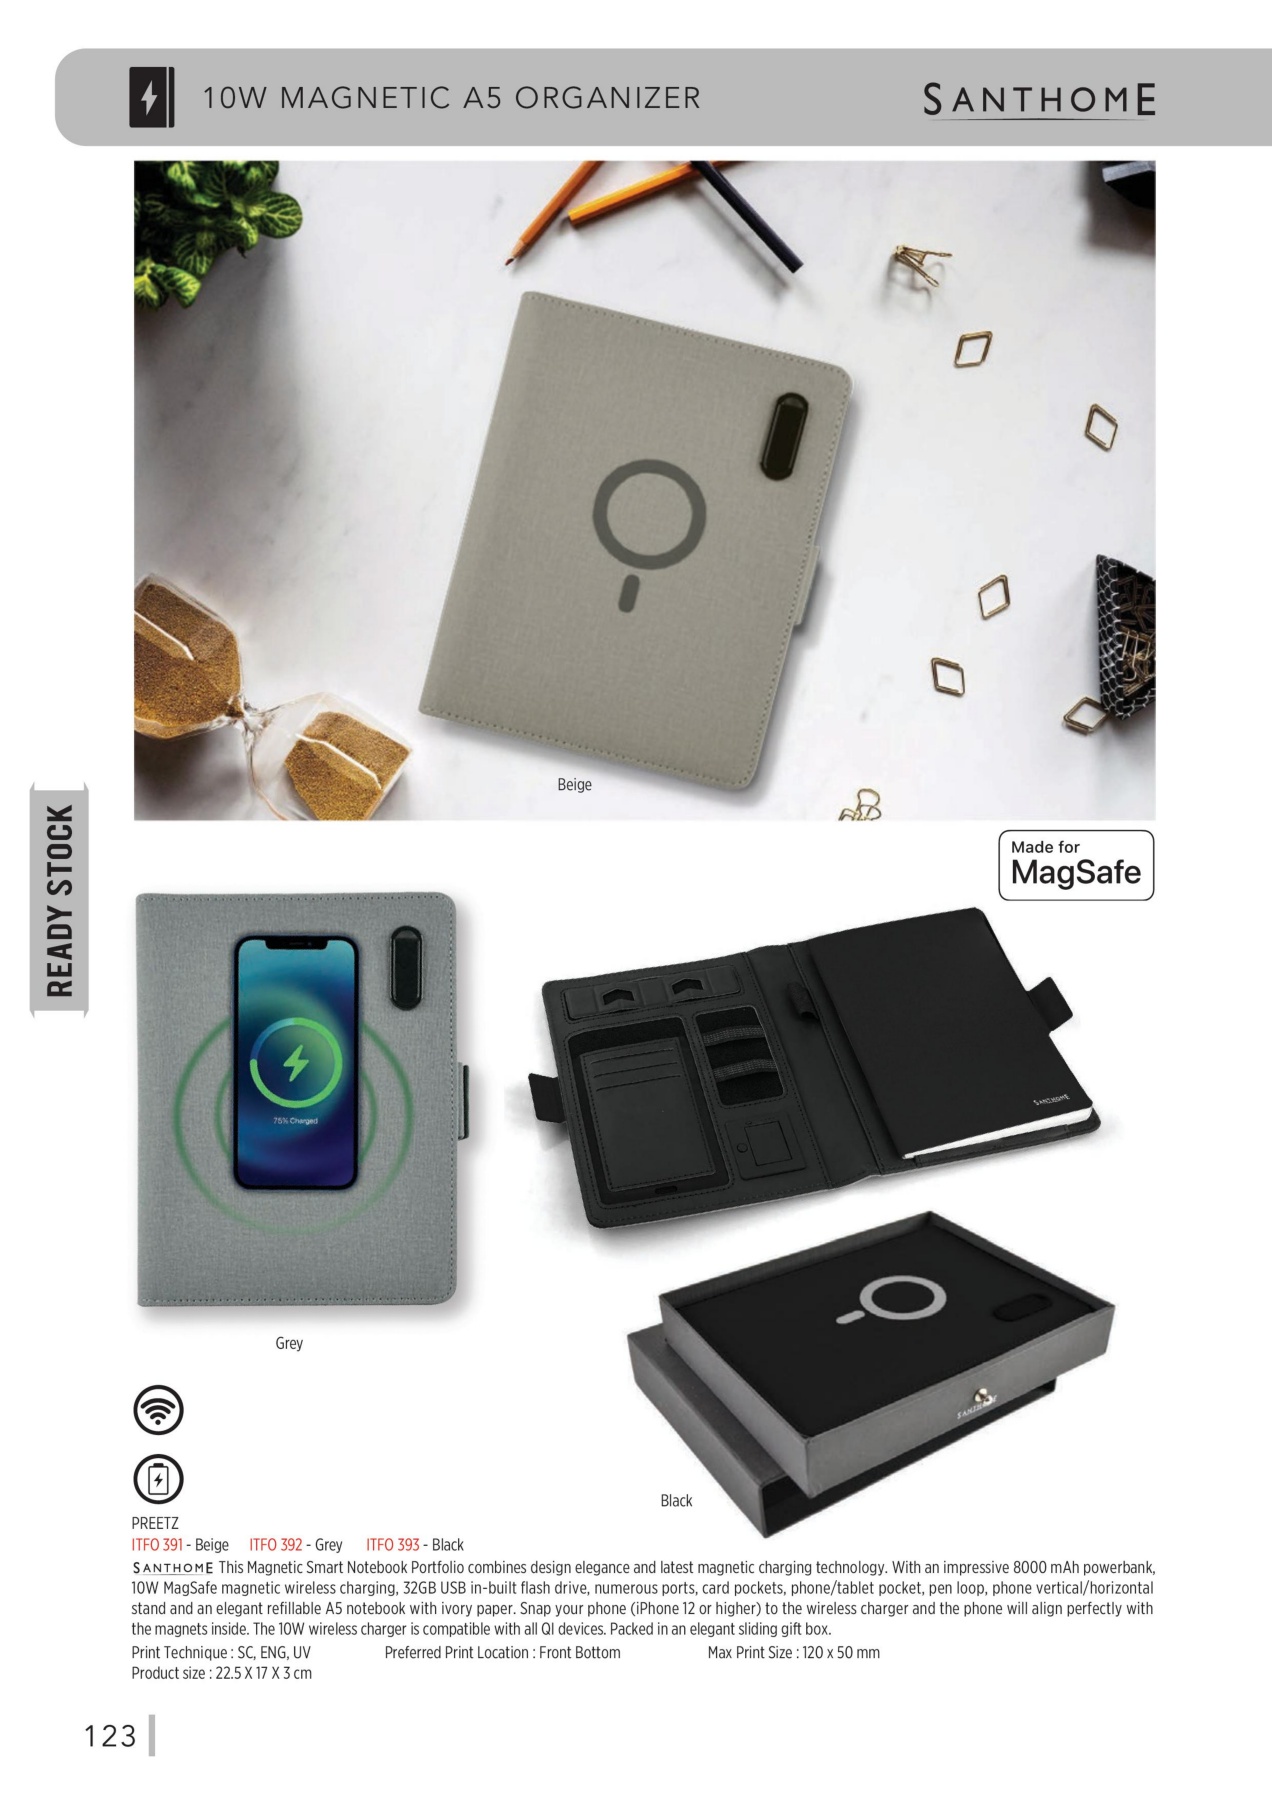 10W MAGNETIC A5 ORGANIZER
SANTHOME
Beige
Made for
MagSafe
READY STOCK
75% Charged
SANTHOME
Grey
SANTHOME
Black
PREETZ
ITFO 391 - Beige ITFO 392 - Grey ITFO 393 - Black
SANTHOME This Magnetic Smart Notebook Portfolio combines design elegance and latest magnetic charging technology. With an impressive 8000 mAh powerbank,
10W MagSafe magnetic wireless charging, 32GB USB in-built flash drive, numerous ports, card pockets, phone/tablet pocket, pen loop, phone vertical/horizontal
stand and an elegant refillable A5 notebook with ivory paper. Snap your phone (iPhone 12 or higher) to the wireless charger and the phone will align perfectly with
the magnets inside. The 10W wireless charger is compatible with all QI devices. Packed in an elegant sliding gift box.
Print Technique : SC, ENG, UV Preferred Print Location : Front Bottom Max Print Size : 120 x 50 mm
Product size : 22.5 X 17 X 3 cm
123